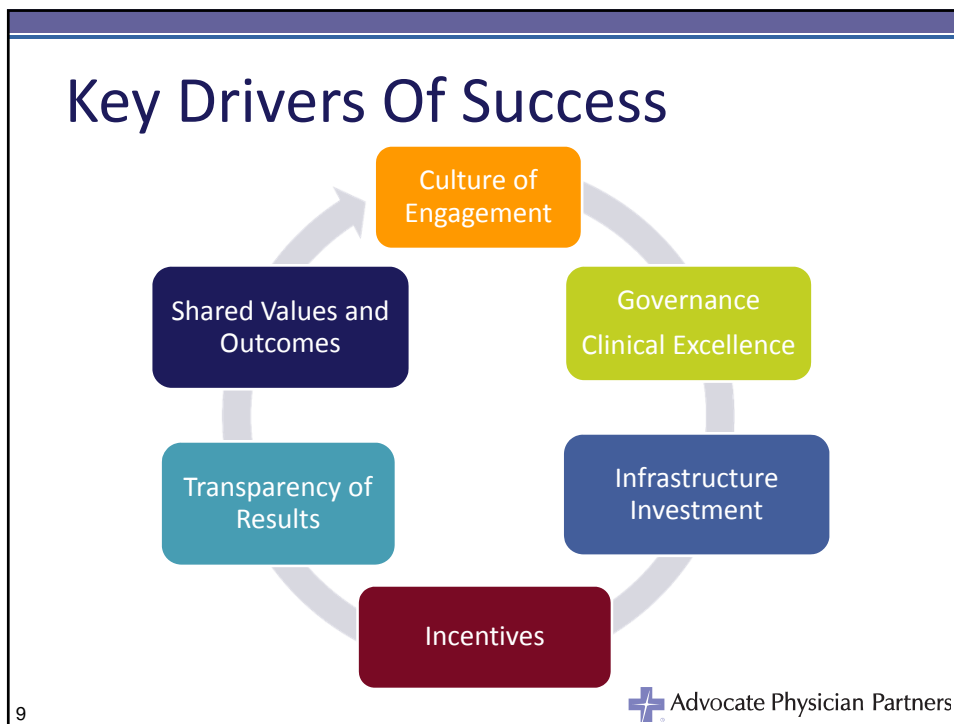 Key Drivers Of Success
Culture of
Engagement
Governance
Clinical Excellence
Infrastructure
Investment
Incentives
Transparency of
Results
Shared Values and
Outcomes
9
Advocate Physician Partners